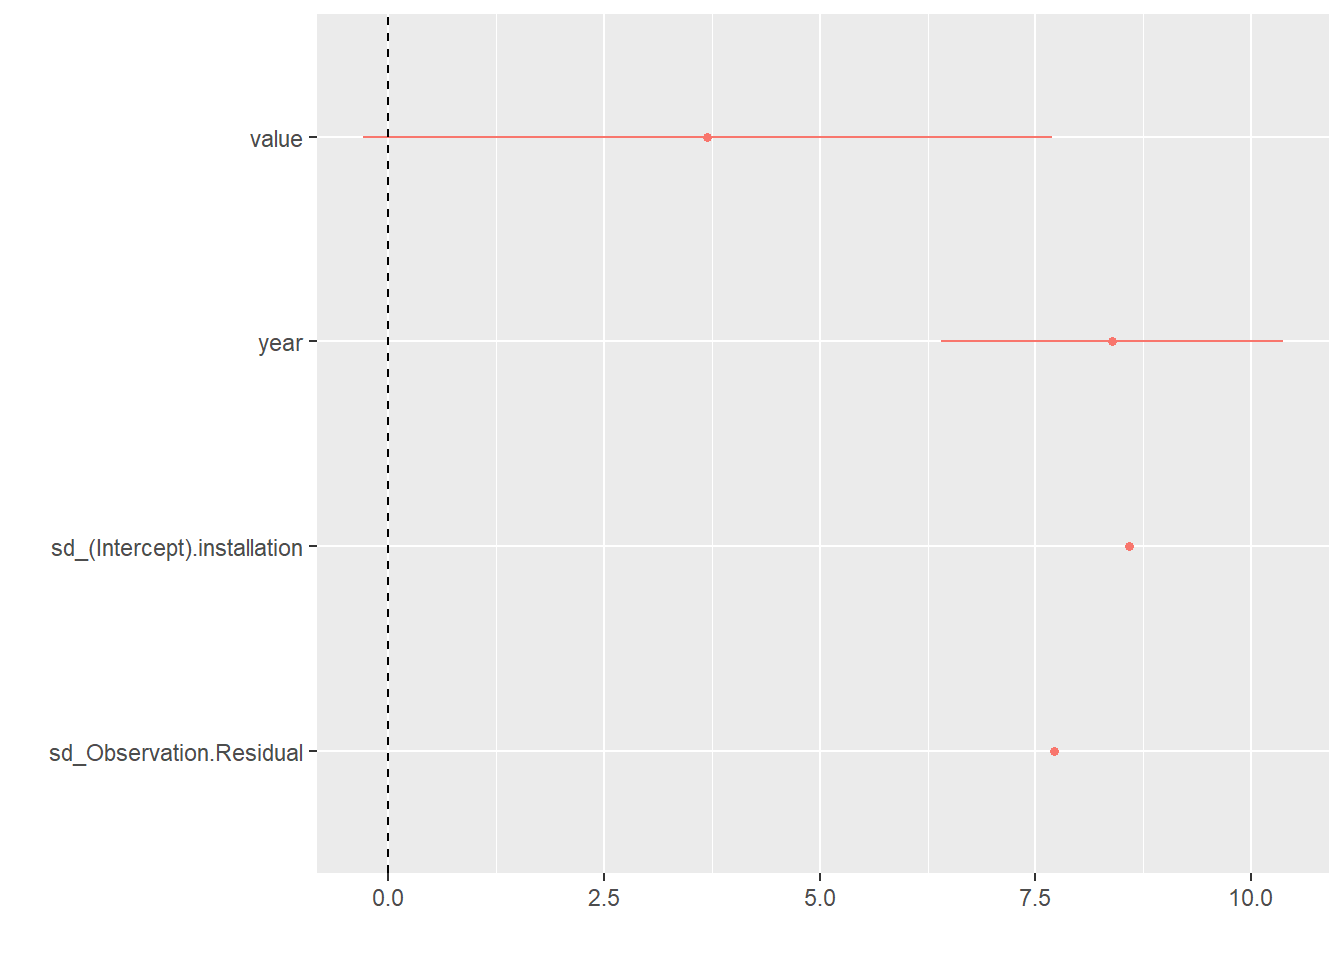 value
year
sd_(Intercept).installation
sd_Observation.Residual
0.0 2.5 5.0 7.5 10.0